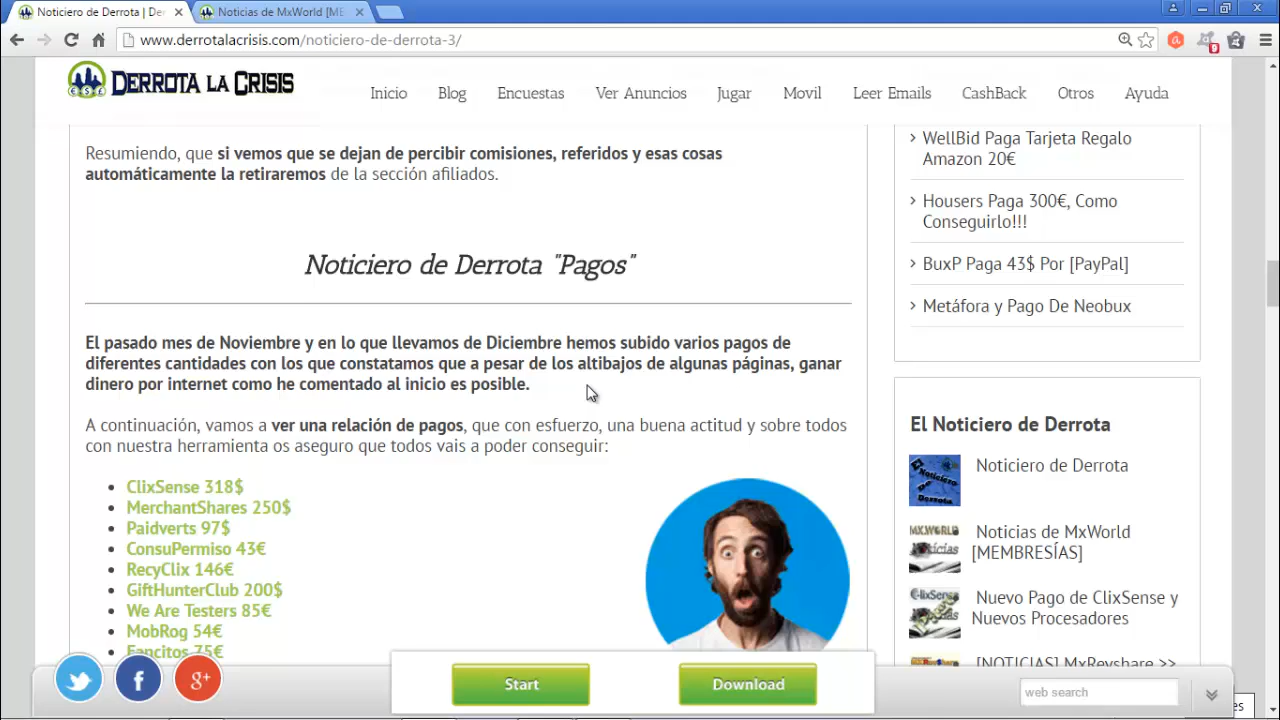 Noticiero de Derrota | Der
Noticias de MxWorld [ME
www.derrotalacrisis.com/noticiero-de-derrota-3/
9
DERROTA LA CRISIS
Inicio Blog Encuestas Ver Anuncios Jugar Movil Leer Emails CashBack Otros Ayuda
Resumiendo, que si vemos que se dejan de percibir comisiones, referidos y esas cosas
automáticamente la retiraremos de la sección afiliados.
Noticiero de Derrota "Pagos"
El pasado mes de Noviembre y en lo que llevamos de Diciembre hemos subido varios pagos de
diferentes cantidades con los que constatamos que a pesar de los altibajos de algunas páginas, ganar
dinero por internet como he comentado al inicio es posible.
A continuación, vamos a ver una relación de pagos, que con esfuerzo, una buena actitud y sobre todos
con nuestra herramienta os aseguro que todos vais a poder conseguir:
ClixSense 318$
MerchantShares 250$
Paidverts 97$
ConsuPermiso 43€
RecyClix 146€
GiftHunterClub 200$
We Are Testers 85€
MobRog 54€
Fancitos 75€
WellBid Paga Tarjeta Regalo
Amazon 20€
Housers Paga 300€, Como
Conseguirlo!!!
BuxP Paga 43$ Por [PayPal]
Metáfora y Pago De Neobux
El Noticiero de Derrota
Noticiero de Derrota
Noticias de MxWorld
[MEMBRESÍAS]
Nuevo Pago de ClixSense y
Nuevos Procesadores
[NOTICIAS] MxRevshare >>
Start
Download
web search
es